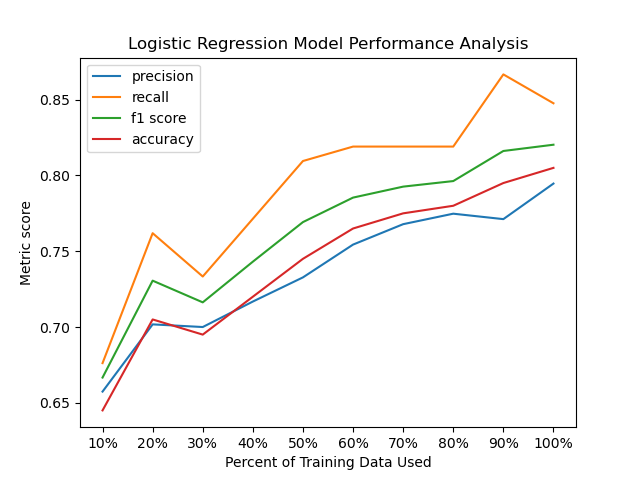 Logistic Regression Model Performance Analysis
precision
recall
f1 score
accuracy
0.85
0.80
0.75
0.70
0.65
Metric score
10% 20% 30% 40% 50% 60% 70% 80% 90% 100%
Percent of Training Data Used